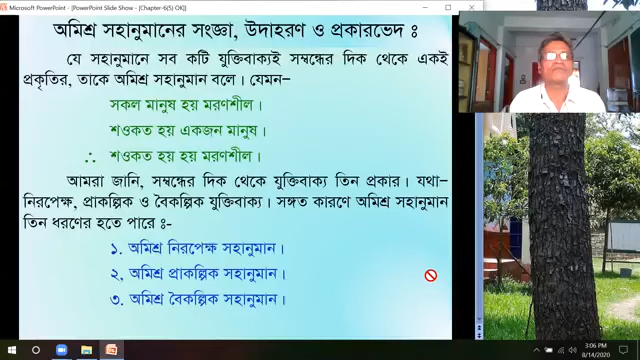 Microsoft PowerPoint
PowerPoint Slide Show - [Chapter-6(5) OK]
অমিশ্র সহানুমানের সংজ্ঞা, উদাহরণ ও প্রকারভেদ ঃ
যে সহানুমানে সব কটি যুক্তিবাক্যই সম্বন্ধের দিক থেকে একই
প্রকৃতির, তাকে অমিশ্র সহানুমান বলে। যেমন–
সকল মানুষ হয় মরণশীল।
শওকত হয় একজন মানুষ।
∴ শওকত হয় হয় মরণশীল।
আমরা জানি, সম্বন্ধের দিক থেকে যুক্তিবাক্য তিন প্রকার। যথা–
নিরপেক্ষ, প্রাকল্পিক ও বৈকল্পিক যুক্তিবাক্য। সঙ্গত কারণে অমিশ্র সহানুমান
তিন ধরণের হতে পারে ঃ-
১. অমিশ্র নিরপেক্ষ সহানুমান।
২, অমিশ্র প্রাকল্পিক সহানুমান।
৩. অমিশ্র বৈকল্পিক সহানুমান।
3:06 PM
8/14/2020